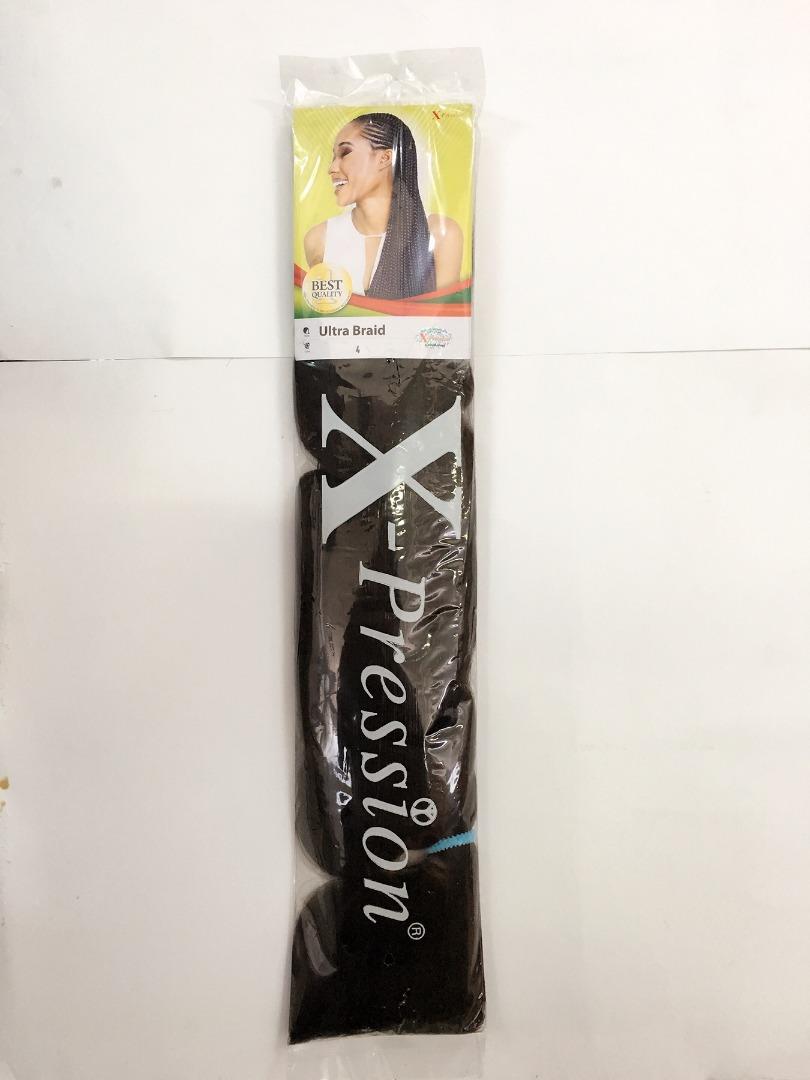 BEST
QUALITY
Ultra Braid
4
X-Pression®